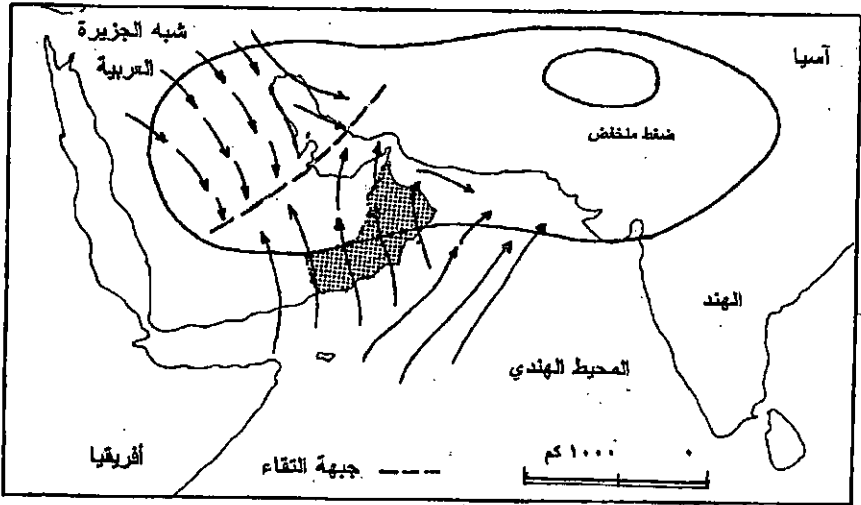 شبه الجزيرة
العربية
آسيا
ضغط منخفض
الهند
المحيط الهندي
أفريقيا
جبهة التقاء
١٠٠٠ كم
٠